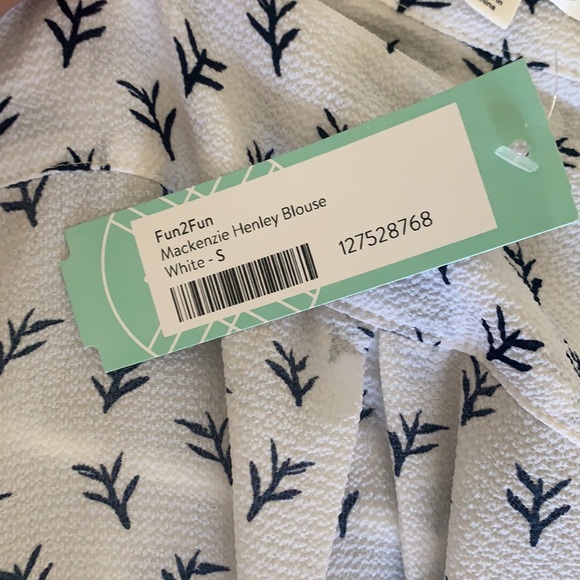 Fun2Fun
Mackenzie Henley Blouse
White - S
127528768